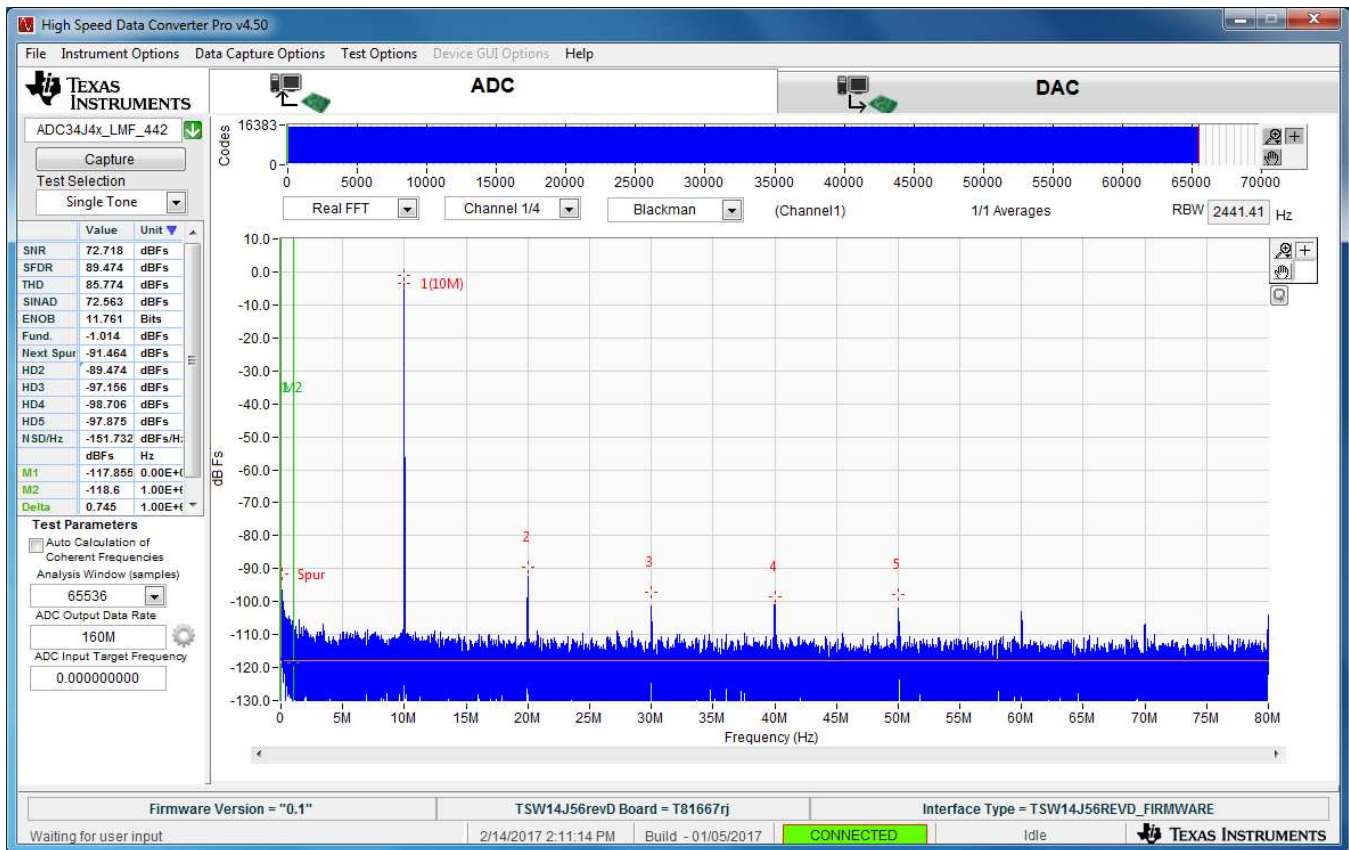 High Speed Data Converter Pro v4.50
File Instrument Options Data Capture Options Test Options Device GUI Options Help
TEXAS INSTRUMENTS
ADC
DAC
ADC34J4x_LMF_442
Capture
Test Selection
Single Tone
Value Unit
SNR 72.718 dBFs
SFDR 89.474 dBFs
THD 85.774 dBFs
SINAD 72.563 dBFs
ENOB 11.761 Bits
Fund. -1.014 dBFs
Next Spur -91.464 dBFs
HD2 -89.474 dBFs
HD3 -97.156 dBFs
HD4 -98.706 dBFs
HD5 -97.875 dBFs
NSD/Hz -151.732 dBFs/H
dBFs Hz
M1 -117.855 0.00E+
M2 -118.6 1.00E+
Delta 0.745 1.00E+
Test Parameters
Auto Calculation of
Coherent Frequencies
Analysis Window (samples)
65536
ADC Output Data Rate
160M
ADC Input Target Frequency
0.000000000
Codes
16383
0
0 5000 10000 15000 20000 25000 30000 35000 40000 45000 50000 55000 60000 65000 70000
Real FFT Channel 1/4 Blackman (Channel1) 1/1 Averages RBW 2441.41 Hz
dBFs
10.0
0.0
-10.0
-20.0
-30.0
-40.0
-50.0
-60.0
-70.0
-80.0
-90.0
-100.0
-110.0
-120.0
-130.0
1(10M)
M2
2
3
4
5
Spur
0 5M 10M 15M 20M 25M 30M 35M 40M 45M 50M 55M 60M 65M 70M 75M 80M
Frequency (Hz)
Firmware Version = "0.1" TSW14J56revD Board = T81667rj Interface Type = TSW14J56REVD_FIRMWARE
Waiting for user input 2/14/2017 2:11:14 PM Build - 01/05/2017 CONNECTED Idle TEXAS INSTRUMENTS